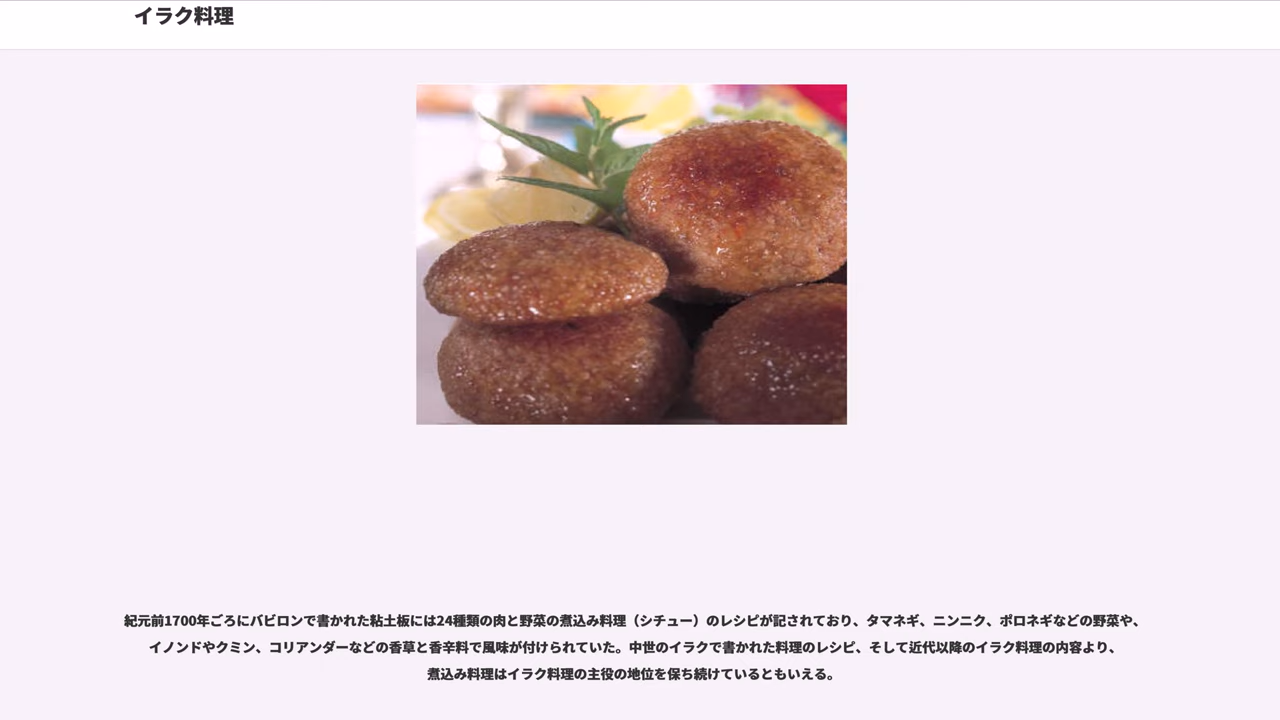 イラク料理
紀元前1700年ごろにバビロンで書かれた粘土板には24種類の肉と野菜の煮込み料理（シチュー）のレシピが記されており、タマネギ、ニンニク、ポロネギなどの野菜や、
イノンドやクミン、コリアンダーなどの香草と香辛料で風味が付けられていた。中世のイラクで書かれた料理のレシピ、そして近代以降のイラク料理の内容より、
煮込み料理はイラク料理の主役の地位を保ち続けているともいえる。